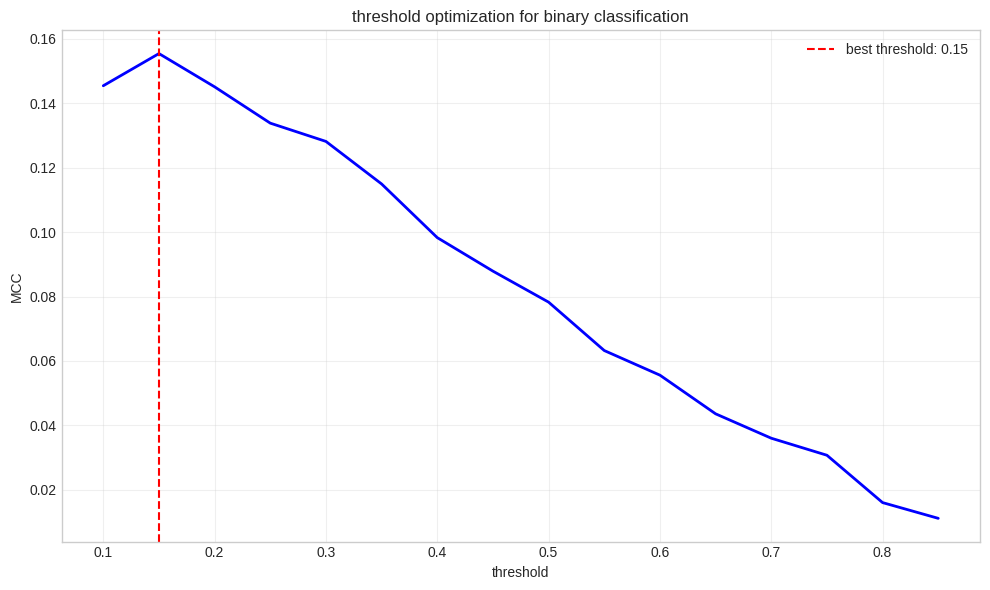 threshold optimization for binary classification
best threshold: 0.15
MCC
0.16
0.14
0.12
0.10
0.08
0.06
0.04
0.02
0.1 0.2 0.3 0.4 0.5 0.6 0.7 0.8
threshold